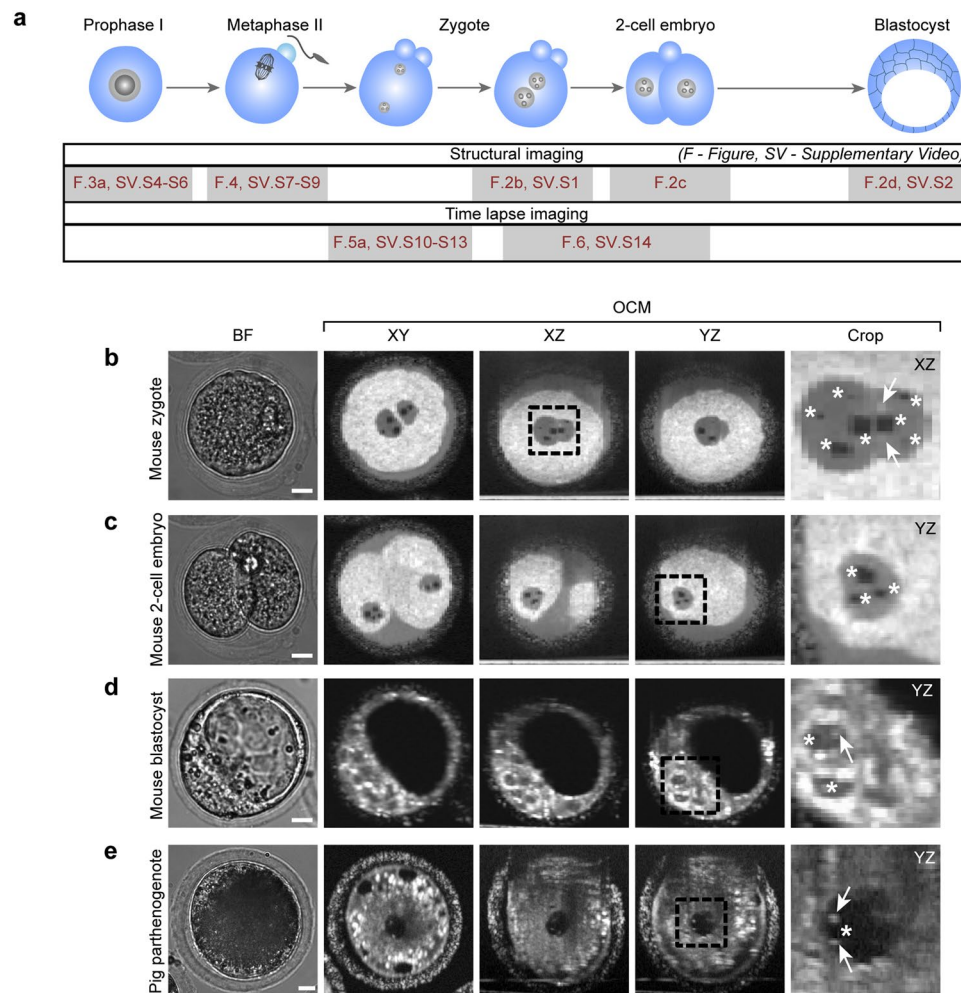 a
Prophase I Metaphase II Zygote 2-cell embryo Blastocyst
Structural imaging (F - Figure, SV - Supplementary Video)
F.3a, SV.S4-S6 F.4, SV.S7-S9 F.2b, SV.S1 F.2c F.2d, SV.S2
Time lapse imaging
F.5a, SV.S10-S13 F.6, SV.S14
OCM
BF XY XZ YZ Crop
b Mouse zygote XZ
* * * * * * *
c Mouse 2-cell embryo YZ
* * *
d Mouse blastocyst YZ
* *
e Pig parthenogenote YZ
*